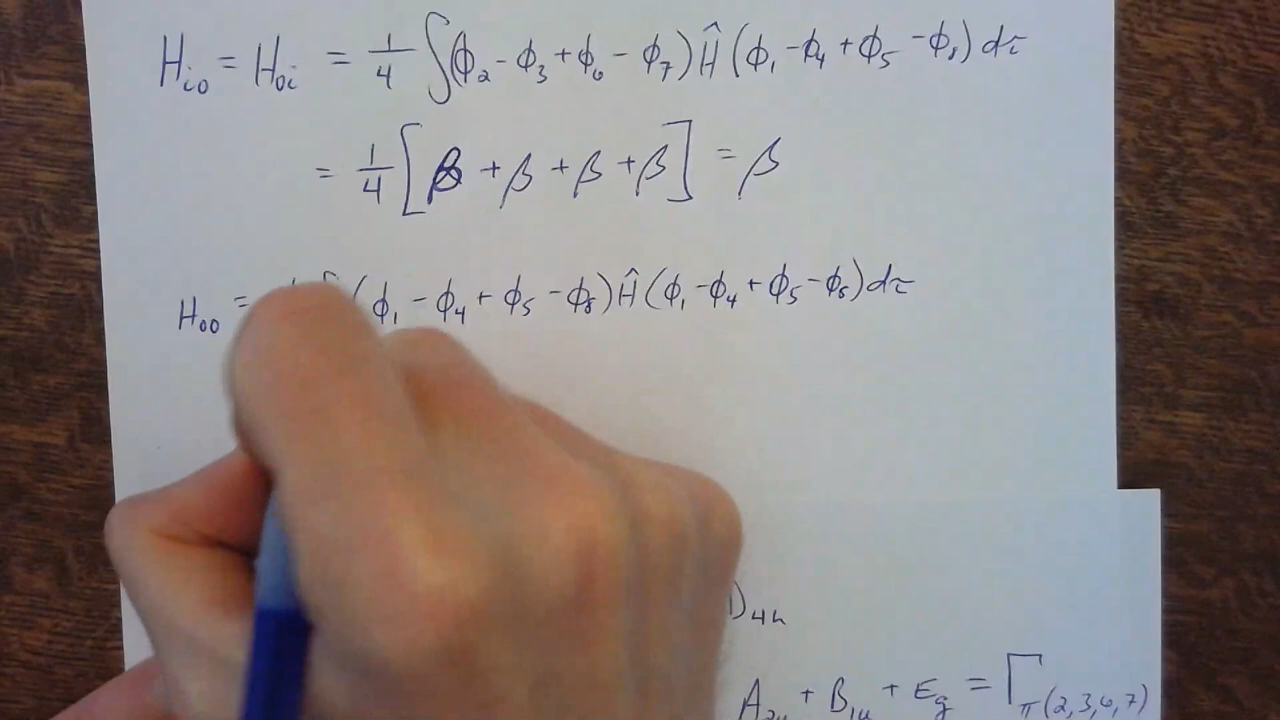 H_{i0} = H_{0i} = 1/4 ∫(ϕ_2 - ϕ_3 + ϕ_6 - ϕ_7) Ĥ (ϕ_1 - ϕ_4 + ϕ_5 - ϕ_8) dτ
= 1/4 [β + β + β + β] = β
H_{00} = (ϕ_1 - ϕ_4 + ϕ_5 - ϕ_8) Ĥ (ϕ_1 - ϕ_4 + ϕ_5 - ϕ_8) dτ
D_{4h}
A_{2u} + B_{1u} + E_g = Γ_{π(2,3,6,7)}